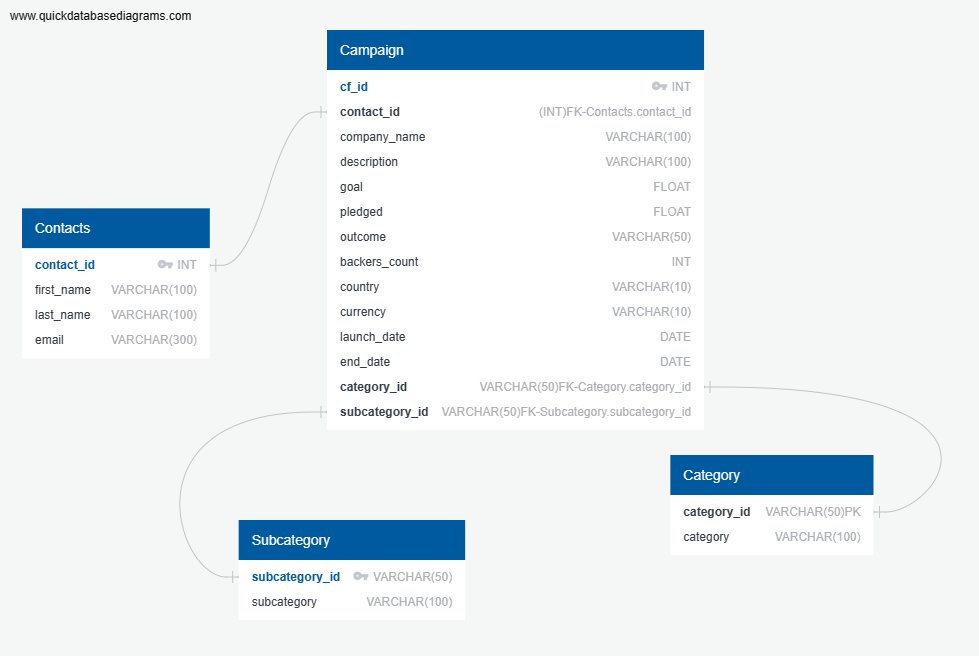 www.quickdatabasediagrams.com
Campaign
cf_id INT
contact_id (INT)FK-Contacts.contact_id
company_name VARCHAR(100)
description VARCHAR(100)
goal FLOAT
pledged FLOAT
outcome VARCHAR(50)
backers_count INT
country VARCHAR(10)
currency VARCHAR(10)
launch_date DATE
end_date DATE
category_id VARCHAR(50)FK-Category.category_id
subcategory_id VARCHAR(50)FK-Subcategory.subcategory_id
Contacts
contact_id INT
first_name VARCHAR(100)
last_name VARCHAR(100)
email VARCHAR(300)
Category
category_id VARCHAR(50)PK
category VARCHAR(100)
Subcategory
subcategory_id VARCHAR(50)
subcategory VARCHAR(100)